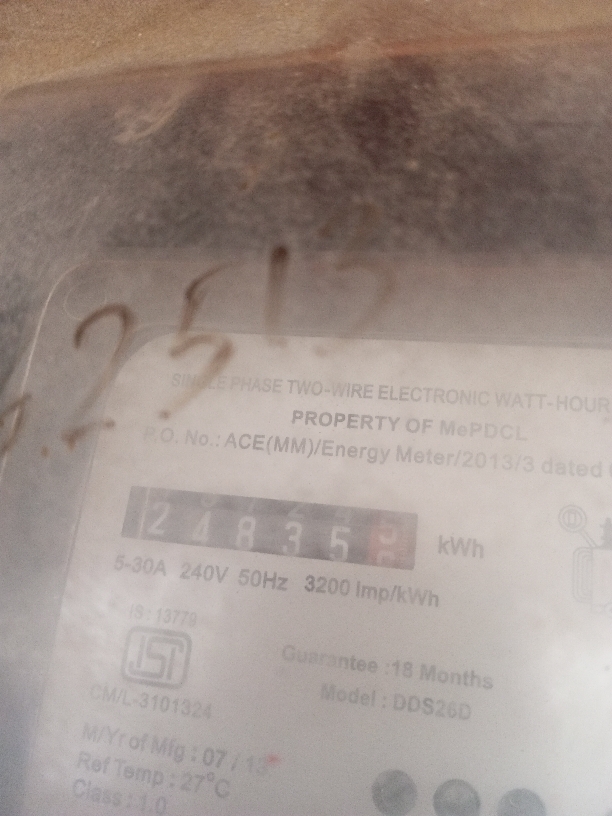 2513
SINGLE PHASE TWO-WIRE ELECTRONIC WATT-HOUR
PROPERTY OF MePDCL
P.O. No.: ACE(MM)/Energy Meter/2013/3 dated
24835 kWh
5-30A 240V 50Hz 3200 Imp/kWh
IS : 13779
ISI
CM/L-3101324
Guarantee :18 Months
Model : DDS26D
M/Yr of Mfg : 07 / 13
Ref Temp : 27°C
Class : 1.0